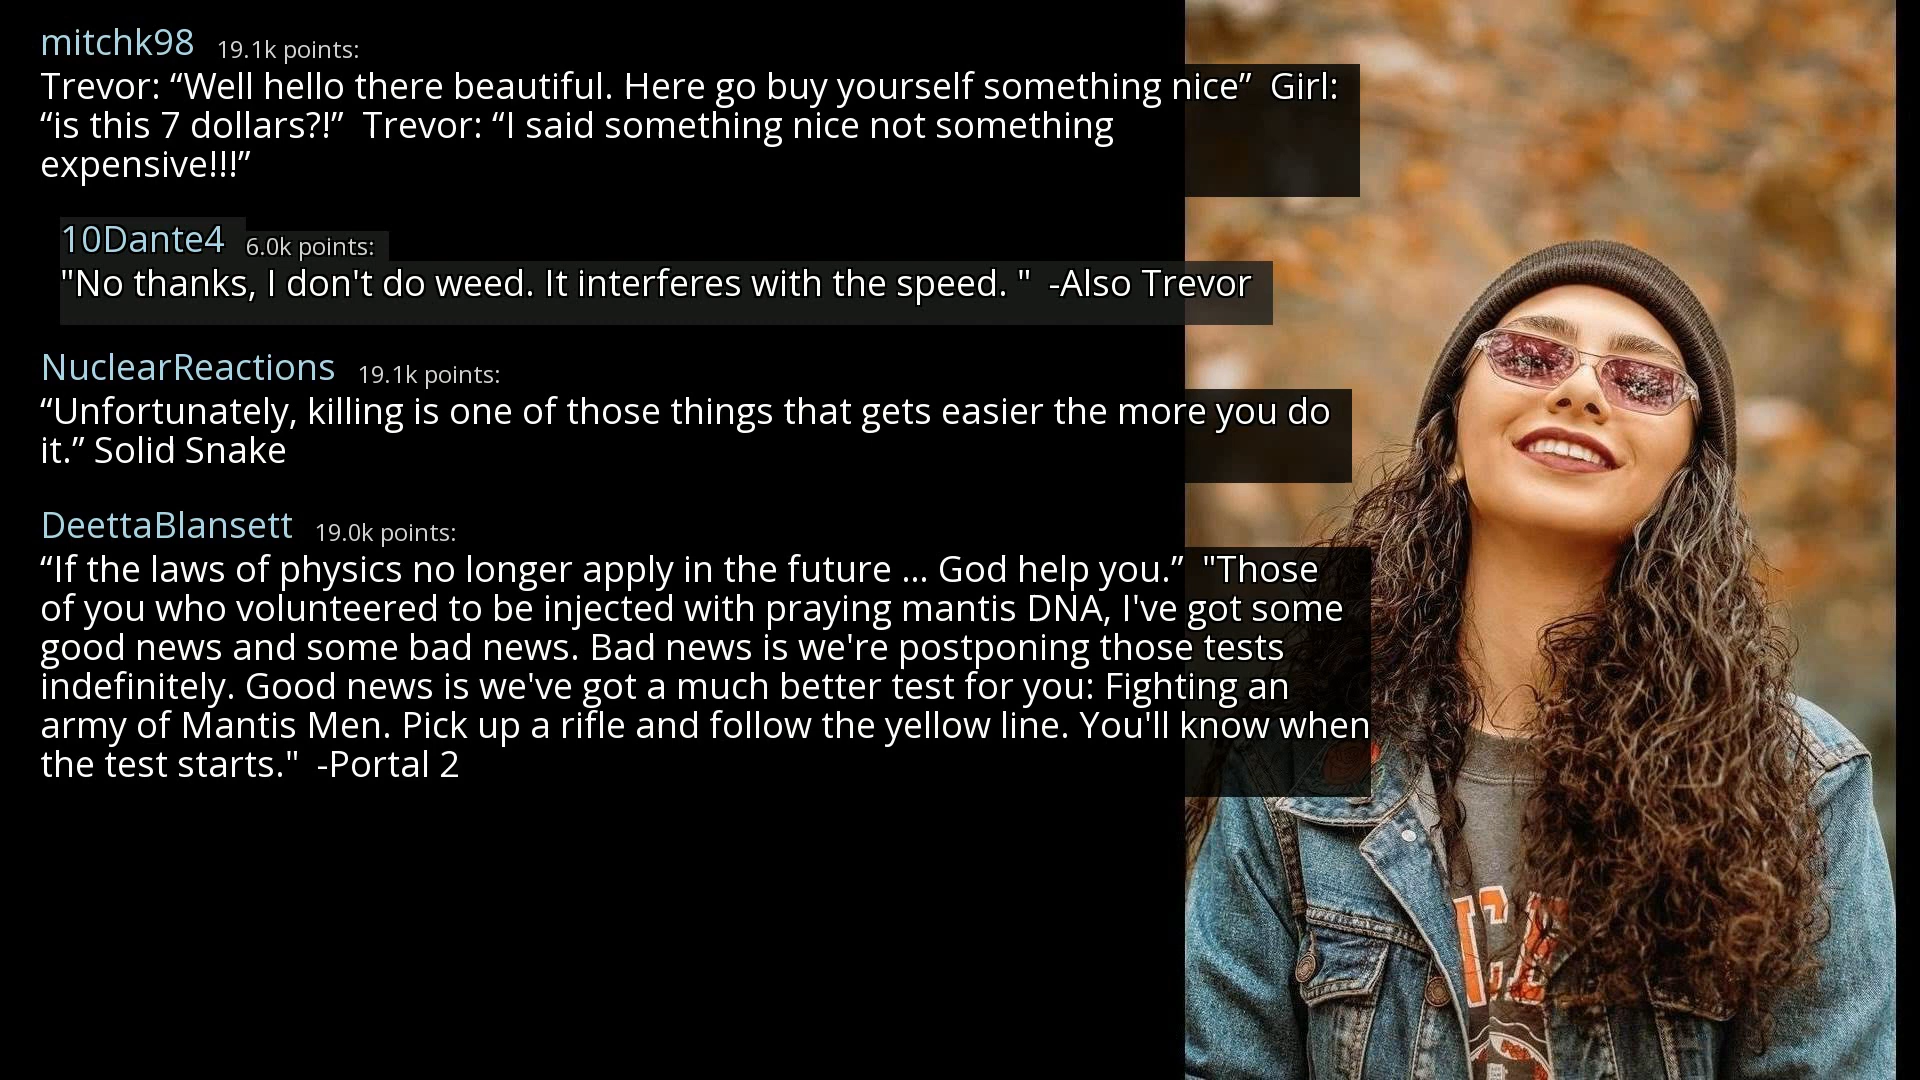 mitchk98 19.1k points:
Trevor: “Well hello there beautiful. Here go buy yourself something nice”  Girl:
“is this 7 dollars?!”  Trevor: “I said something nice not something
expensive!!!”
10Dante4 6.0k points:
"No thanks, I don't do weed. It interferes with the speed. "  -Also Trevor
NuclearReactions 19.1k points:
“Unfortunately, killing is one of those things that gets easier the more you do
it.” Solid Snake
DeettaBlansett 19.0k points:
“If the laws of physics no longer apply in the future ... God help you.”  "Those
of you who volunteered to be injected with praying mantis DNA, I've got some
good news and some bad news. Bad news is we're postponing those tests
indefinitely. Good news is we've got a much better test for you: Fighting an
army of Mantis Men. Pick up a rifle and follow the yellow line. You'll know when
the test starts."  -Portal 2